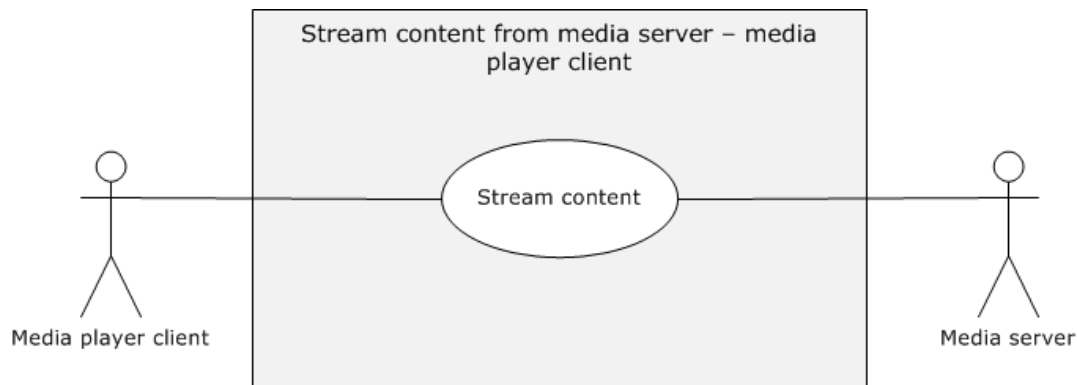 Stream content from media server – media
player client
Stream content
Media player client
Media server